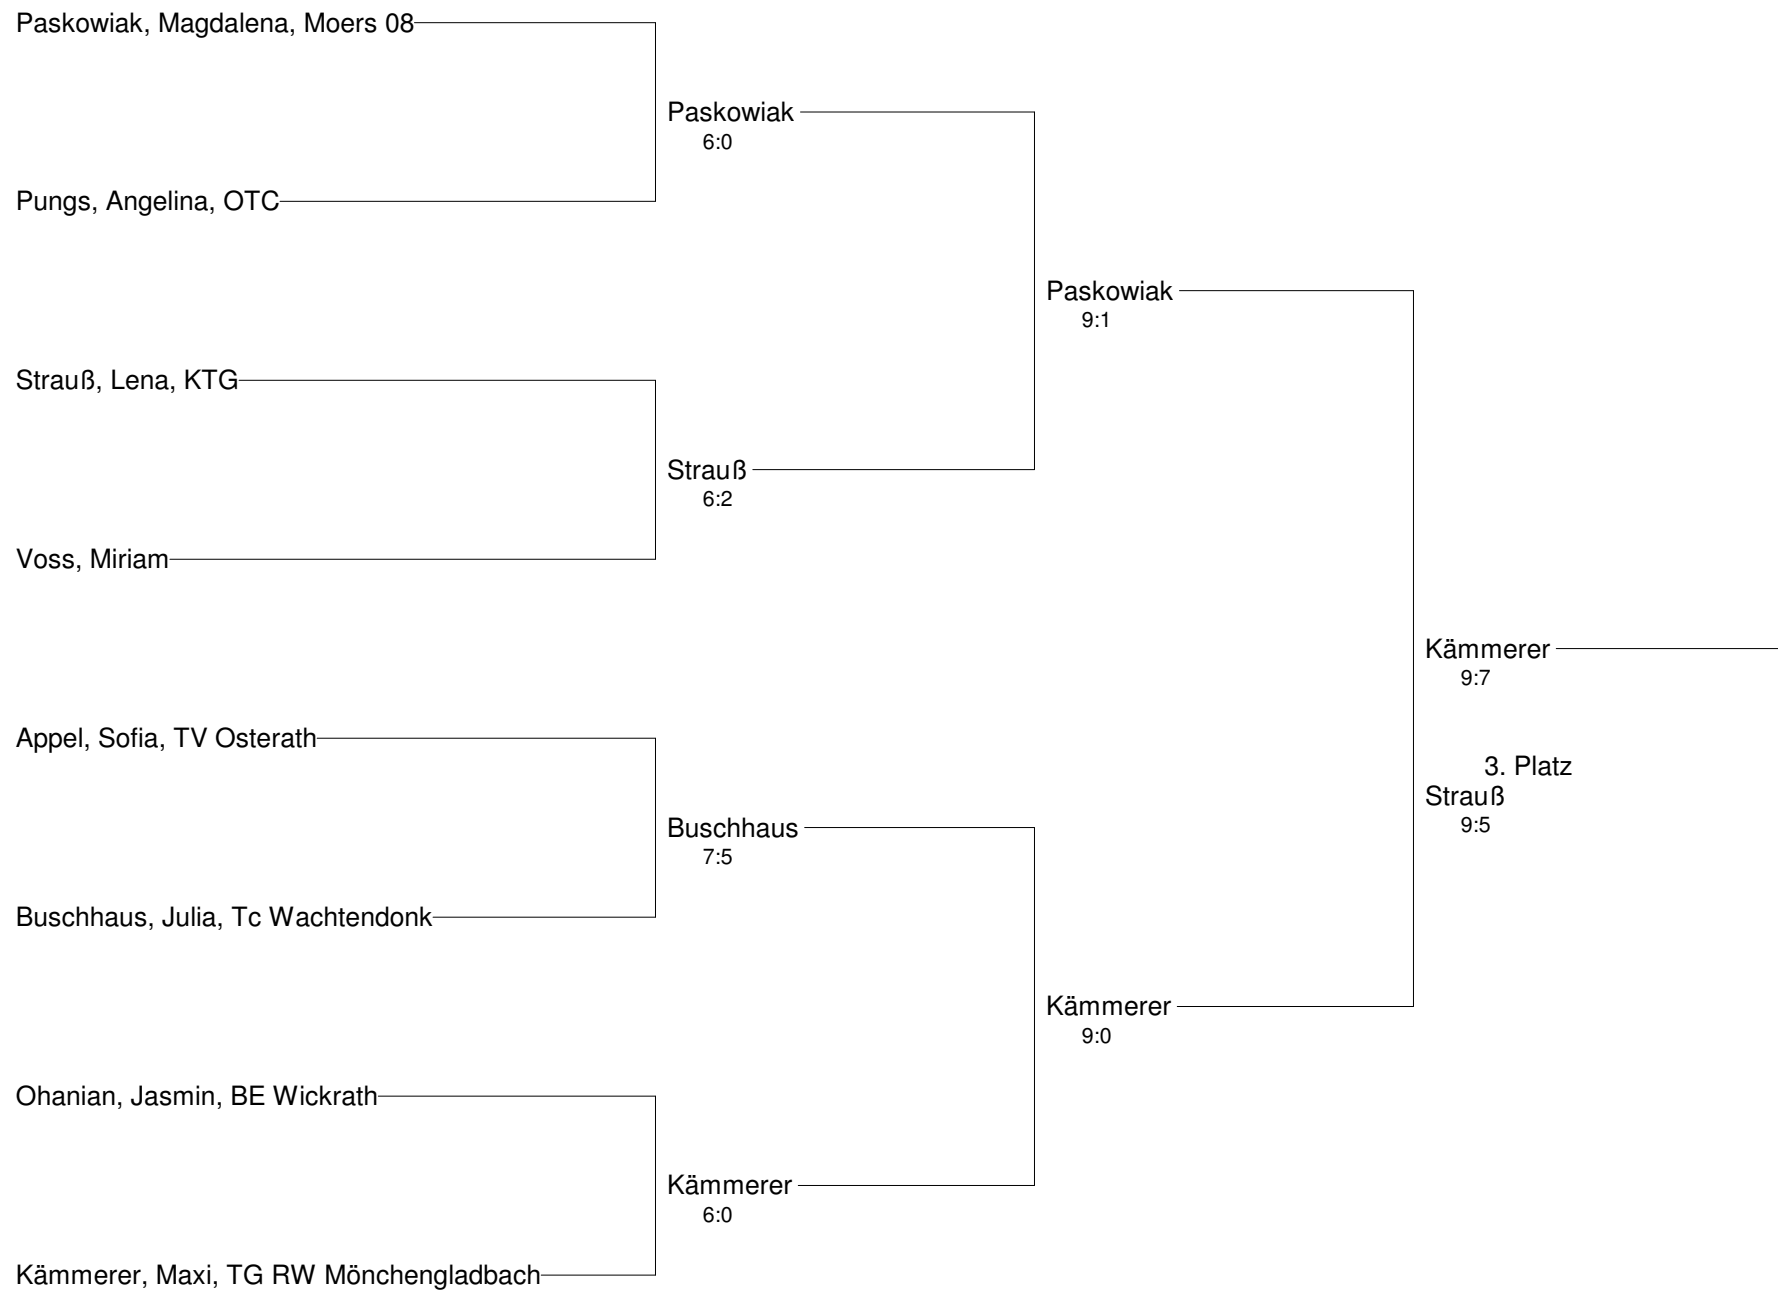 Paskowiak, Magdalena, Moers 08
Paskowiak
6:0
Pungs, Angelina, OTC
Paskowiak
9:1
Strauß, Lena, KTG
Strauß
6:2
Voss, Miriam
Kämmerer
9:7
Appel, Sofia, TV Osterath
3. Platz
Strauß
9:5
Buschhaus
7:5
Buschhaus, Julia, Tc Wachtendonk
Kämmerer
9:0
Ohanian, Jasmin, BE Wickrath
Kämmerer
6:0
Kämmerer, Maxi, TG RW Mönchengladbach